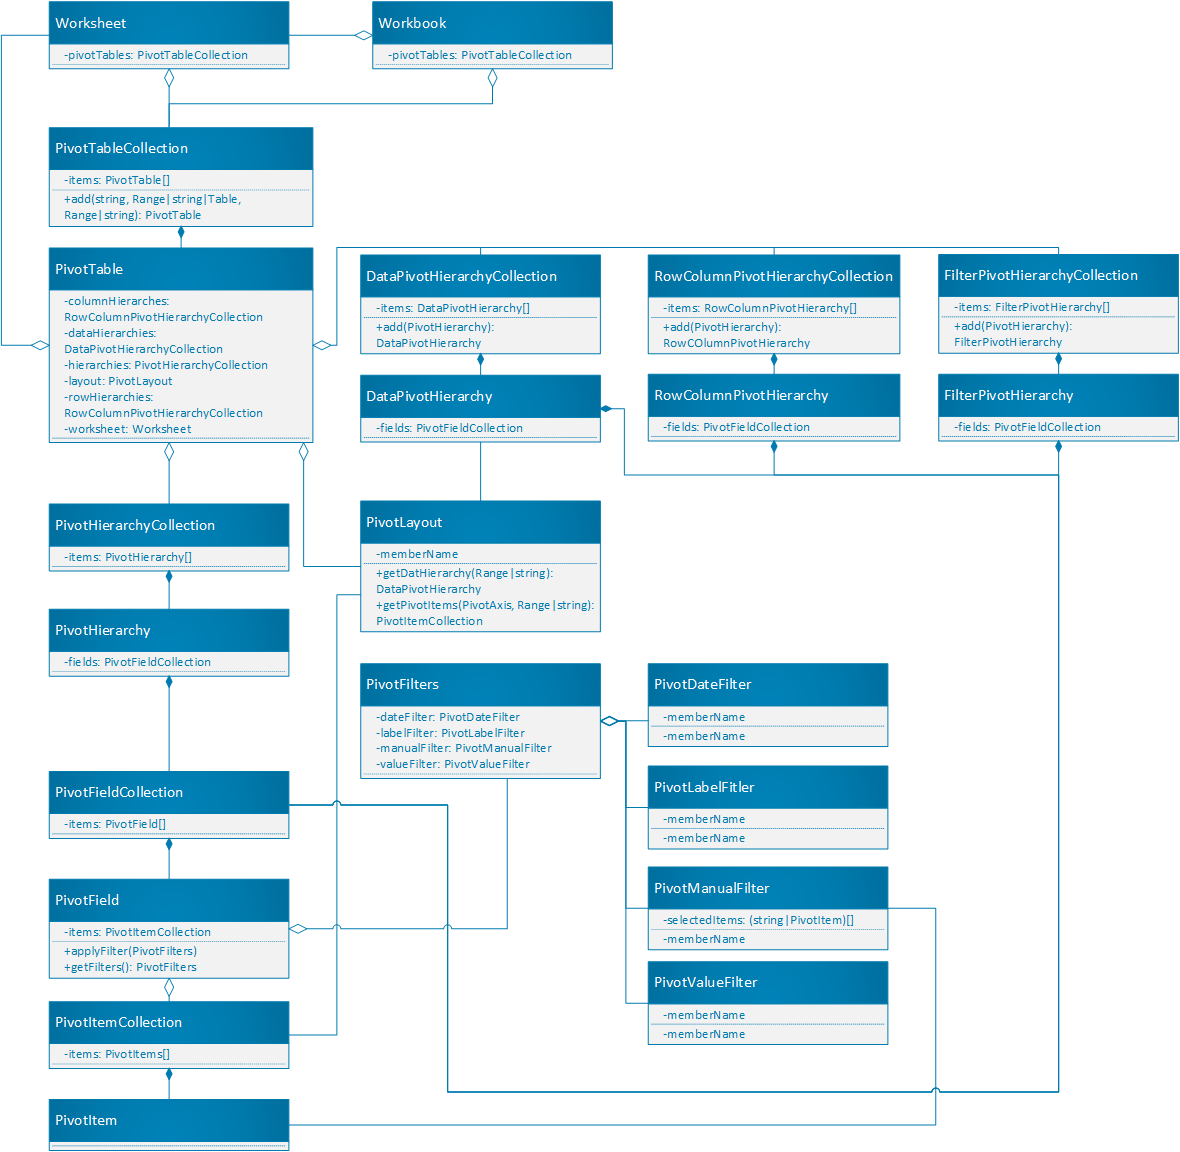 Worksheet
-pivotTables: PivotTableCollection
Workbook
-pivotTables: PivotTableCollection
PivotTableCollection
-items: PivotTable[]
+add(string, Range|string|Table,
Range|string): PivotTable
PivotTable
-columnHierarches:
RowColumnPivotHierarchyCollection
-dataHierarchies:
DataPivotHierarchyCollection
-hierarchies: PivotHierarchyCollection
-layout: PivotLayout
-rowHierarchies:
RowColumnPivotHierarchyCollection
-worksheet: Worksheet
DataPivotHierarchyCollection
-items: DataPivotHierarchy[]
+add(PivotHierarchy):
DataPivotHierarchy
RowColumnPivotHierarchyCollection
-items: RowColumnPivotHierarchy[]
+add(PivotHierarchy):
RowCOlumnPivotHierarchy
FilterPivotHierarchyCollection
-items: FilterPivotHierarchy[]
+add(PivotHierarchy):
FilterPivotHierarchy
DataPivotHierarchy
-fields: PivotFieldCollection
RowColumnPivotHierarchy
-fields: PivotFieldCollection
FilterPivotHierarchy
-fields: PivotFieldCollection
PivotHierarchyCollection
-items: PivotHierarchy[]
PivotLayout
-memberName
+getDatHierarchy(Range|string):
DataPivotHierarchy
+getPivotItems(PivotAxis, Range|string):
PivotItemCollection
PivotHierarchy
-fields: PivotFieldCollection
PivotFilters
-dateFilter: PivotDateFilter
-labelFilter: PivotLabelFilter
-manualFilter: PivotManualFilter
-valueFilter: PivotValueFilter
PivotDateFilter
-memberName
-memberName
PivotLabelFitler
-memberName
-memberName
PivotManualFilter
-selectedItems: (string|PivotItem)[]
-memberName
PivotValueFilter
-memberName
-memberName
PivotFieldCollection
-items: PivotField[]
PivotField
-items: PivotItemCollection
+applyFilter(PivotFilters)
+getFilters(): PivotFilters
PivotItemCollection
-items: PivotItems[]
PivotItem